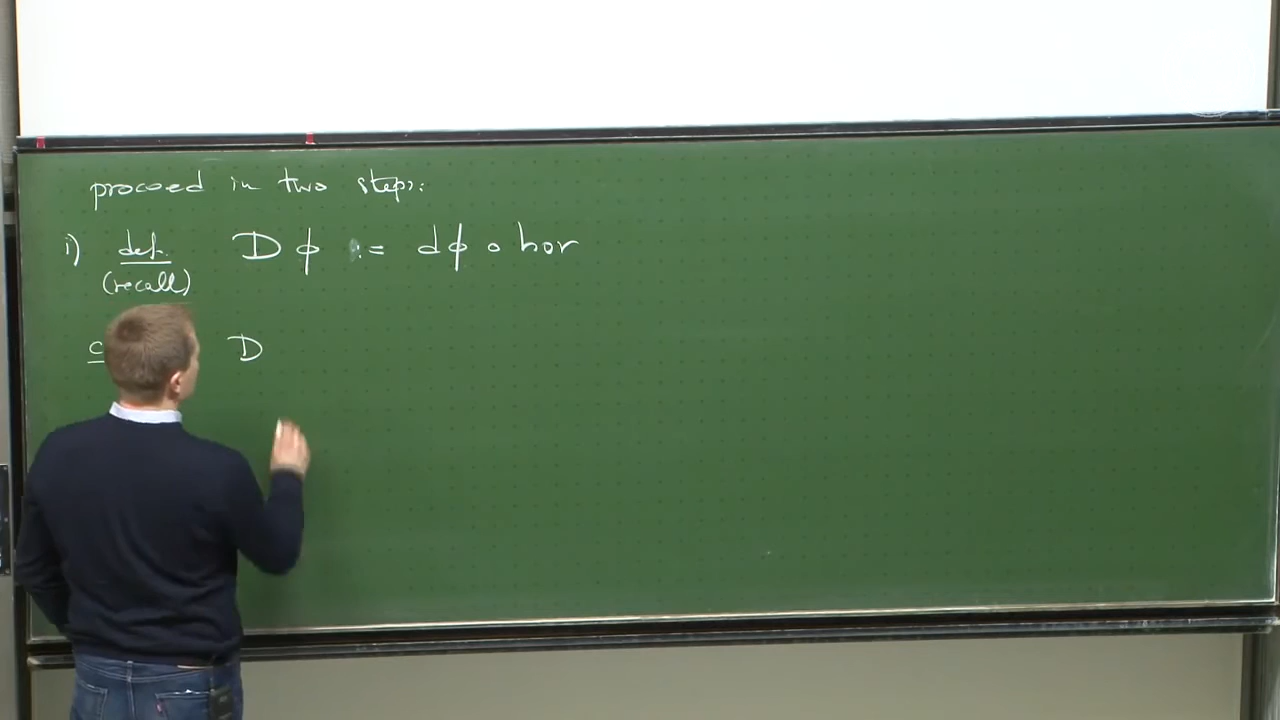 proceed in two steps:
i) def. Dϕ := dϕ ∘ hor
(recall)
D